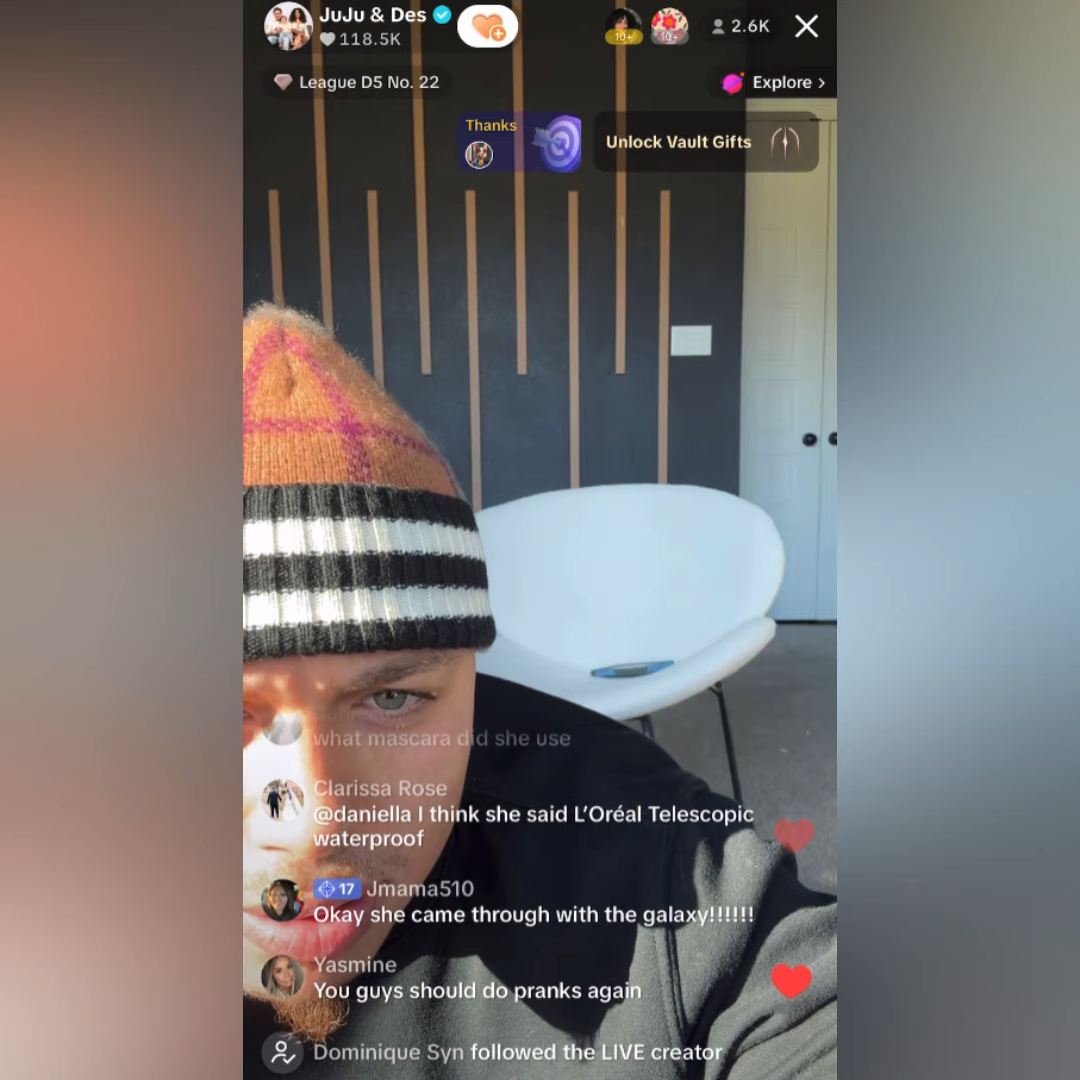 JuJu & Des
118.5K
10+
10+
2.6K
League D5 No. 22
Explore >
Thanks
Unlock Vault Gifts
what mascara did she use
Clarissa Rose
@daniella I think she said L’Oréal Telescopic
waterproof
17 Jmama510
Okay she came through with the galaxy!!!!!!
Yasmine
You guys should do pranks again
Dominique Syn followed the LIVE creator